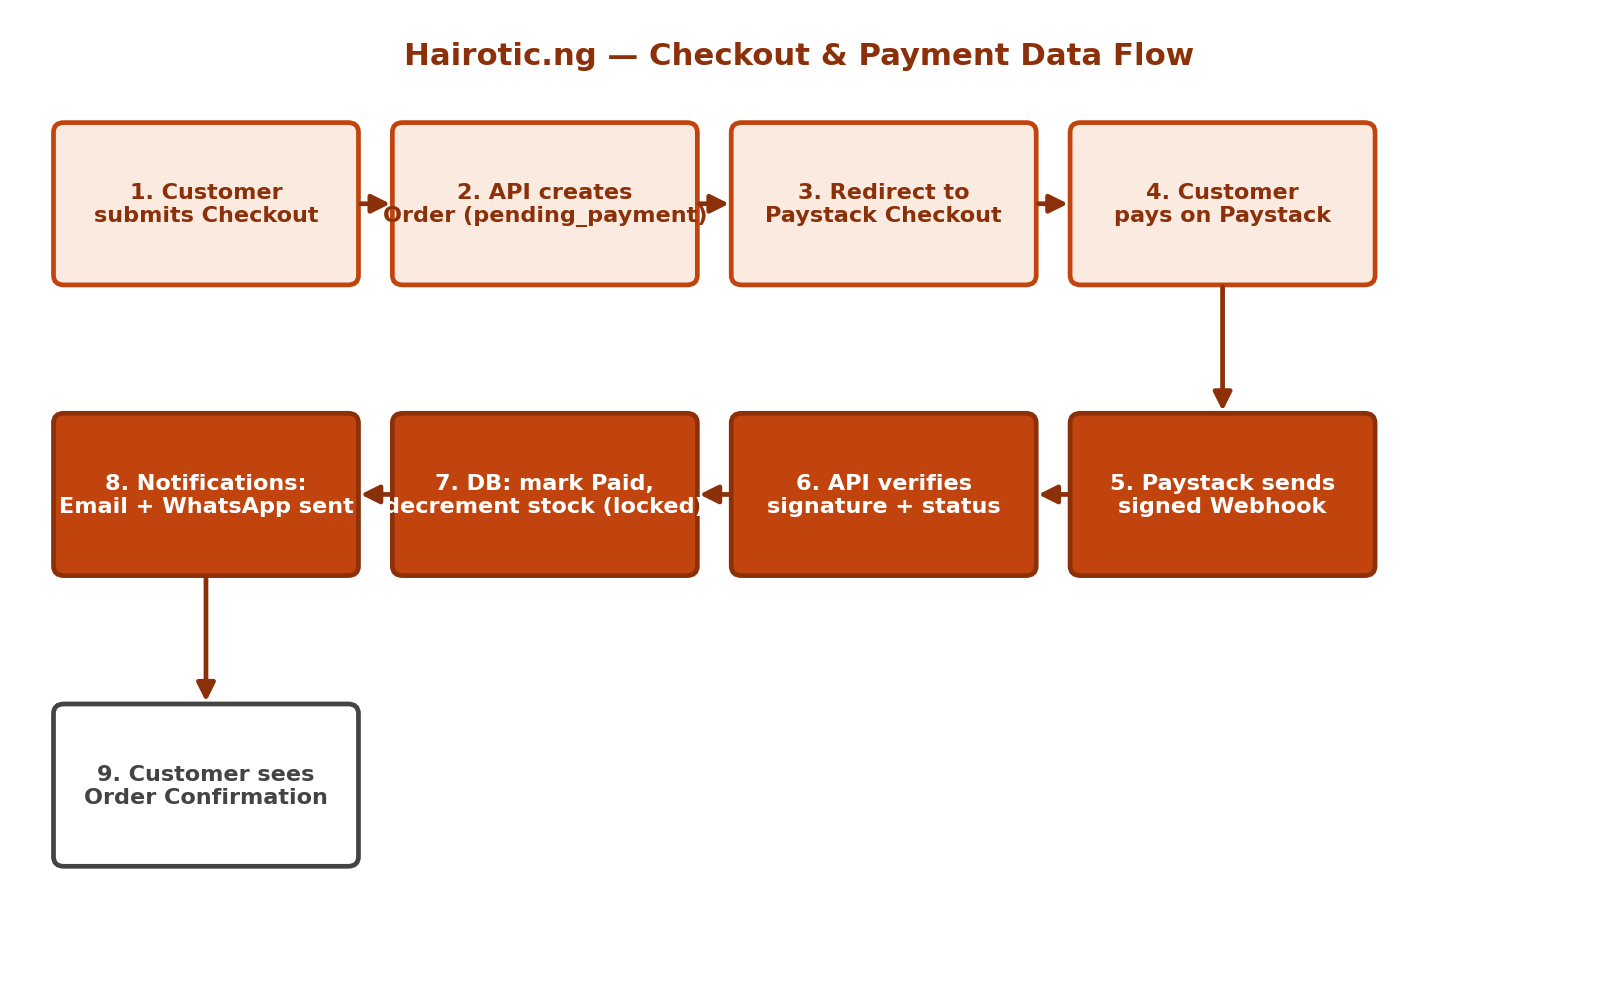 Hairotic.ng — Checkout & Payment Data Flow
1. Customer
submits Checkout
2. API creates
Order (pending_payment)
3. Redirect to
Paystack Checkout
4. Customer
pays on Paystack
5. Paystack sends
signed Webhook
6. API verifies
signature + status
7. DB: mark Paid,
decrement stock (locked)
8. Notifications:
Email + WhatsApp sent
9. Customer sees
Order Confirmation